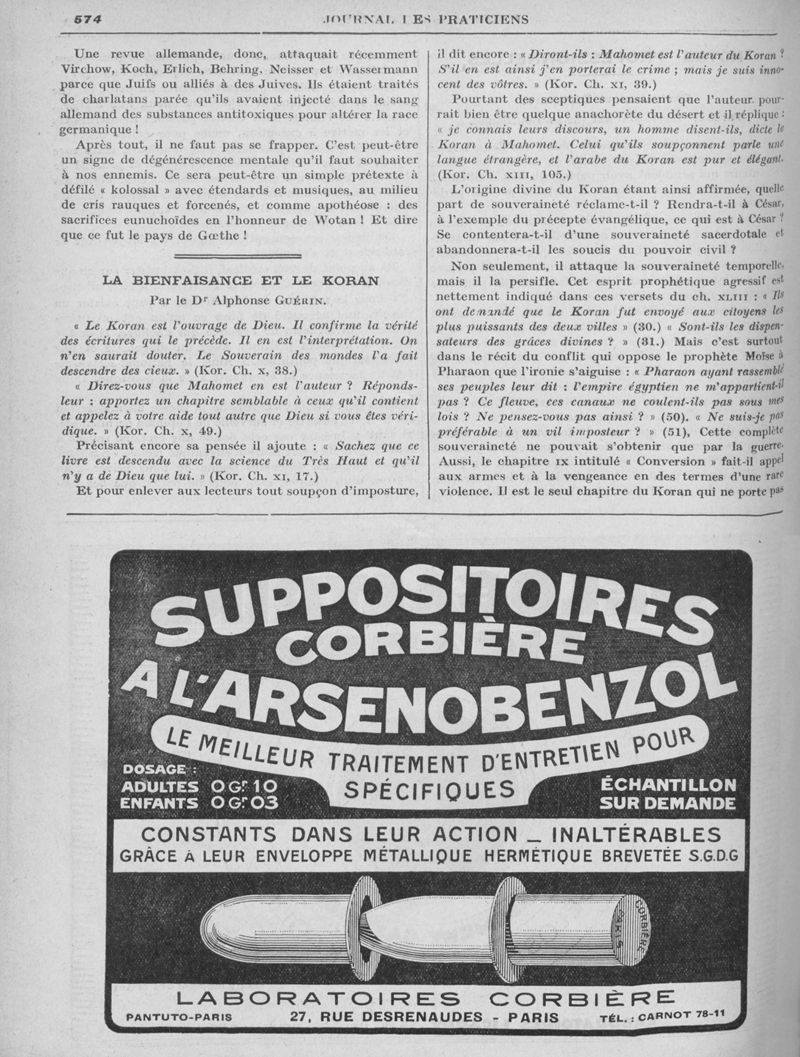 574
JOURNAL DES PRATICIENS
Une revue allemande, donc, attaquait récemment
Virchow, Koch, Erlich, Behring, Neisser et Wassermann
parce que Juifs ou alliés à des Juives. Ils étaient traités
de charlatans parée qu'ils avaient injecté dans le sang
allemand des substances antitoxiques pour altérer la race
germanique !
Après tout, il ne faut pas se frapper. C'est peut-être
un signe de dégénérescence mentale qu'il faut souhaiter
à nos ennemis. Ce sera peut-être un simple prétexte à
défilé « kolossal » avec étendards et musiques, au milieu
de cris rauques et forcenés, et comme apothéose : des
sacrifices eunuchoïdes en l'honneur de Wotan ! Et dire
que ce fut le pays de Gœthe !
LA BIENFAISANCE ET LE KORAN
Par le Dr Alphonse GUÉRIN.
« Le Koran est l'ouvrage de Dieu. Il confirme la vérité
des écritures qui le précède. Il en est l'interprétation. On
n'en saurait douter. Le Souverain des mondes l'a fait
descendre des cieux. » (Kor. Ch. X, 38.)
« Direz-vous que Mahomet en est l'auteur ? Réponds-
leur : apportez un chapitre semblable à ceux qu'il contient
et appelez à votre aide tout autre que Dieu si vous êtes véri-
dique. » (Kor. Ch. X, 49.)
Précisant encore sa pensée il ajoute : « Sachez que ce
livre est descendu avec la science du Très Haut et qu'il
n'y a de Dieu que lui. » (Kor. Ch. XI, 17.)
Et pour enlever aux lecteurs tout soupçon d'imposture,
il dit encore : « Diront-ils : Mahomet est l'auteur du Koran ?
S'il en est ainsi j'en porterai le crime ; mais je suis inno-
cent des vôtres. » (Kor. Ch. XI, 39.)
Pourtant des sceptiques pensaient que l'auteur pour-
rait bien être quelque anachorète du désert et il réplique :
« je connais leurs discours, un homme disent-ils, dicte le
Koran à Mahomet. Celui qu'ils soupçonnent parle une
langue étrangère, et l'arabe du Koran est pur et élégant.
(Kor. Ch. XIII, 105.)
L'origine divine du Koran étant ainsi affirmée, quelle
part de souveraineté réclame-t-il ? Rendra-t-il à César,
à l'exemple du précepte évangélique, ce qui est à César ?
Se contentera-t-il d'une souveraineté sacerdotale et
abandonnera-t-il les soucis du pouvoir civil ?
Non seulement, il attaque la souveraineté temporelle,
mais il la persifle. Cet esprit prophétique agressif est
nettement indiqué dans ces versets du ch. XLIII : « Ils
ont demandé que le Koran fut envoyé aux citoyens les
plus puissants des deux villes » (30.) « Sont-ils les dispen-
sateurs des grâces divines ? » (31.) Mais c'est surtout
dans le récit du conflit qui oppose le prophète Moïse à
Pharaon que l'ironie s'aiguise : « Pharaon ayant rassemblé
ses peuples leur dit : l'empire égyptien ne m'appartient-il
pas ? Ce fleuve, ces canaux ne coulent-ils pas sous mes
lois ? Ne pensez-vous pas ainsi ? » (50). « Ne suis-je pas
préférable à un vil imposteur ? » (51), Cette complète
souveraineté ne pouvait s'obtenir que par la guerre.
Aussi, le chapitre IX intitulé « Conversion » fait-il appel
aux armes et à la vengeance en des termes d'une rare
violence. Il est le seul chapitre du Koran qui ne porte pas
SUPPOSITOIRES
CORBIÈRE
A L'ARSENOBENZOL
LE MEILLEUR TRAITEMENT D'ENTRETIEN POUR
SPÉCIFIQUES
DOSAGE :
ADULTES 0 Gr 10
ENFANTS 0 Gr 03
ÉCHANTILLON
SUR DEMANDE
CONSTANTS DANS LEUR ACTION _ INALTÉRABLES
GRÂCE A LEUR ENVELOPPE MÉTALLIQUE HERMÉTIQUE BREVETÉE S.G.D.G
CORBIÈRE
PARIS
LABORATOIRES CORBIÈRE
PANTUTO-PARIS 27, RUE DESRENAUDES - PARIS TÉL. : CARNOT 78-11